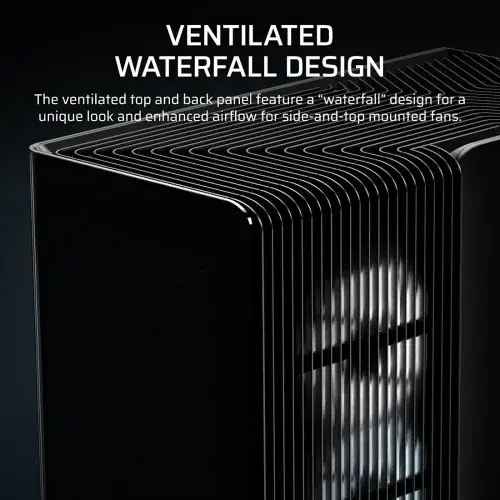 VENTILATED
WATERFALL DESIGN
The ventilated top and back panel feature a “waterfall” design for a
unique look and enhanced airflow for side-and-top mounted fans.